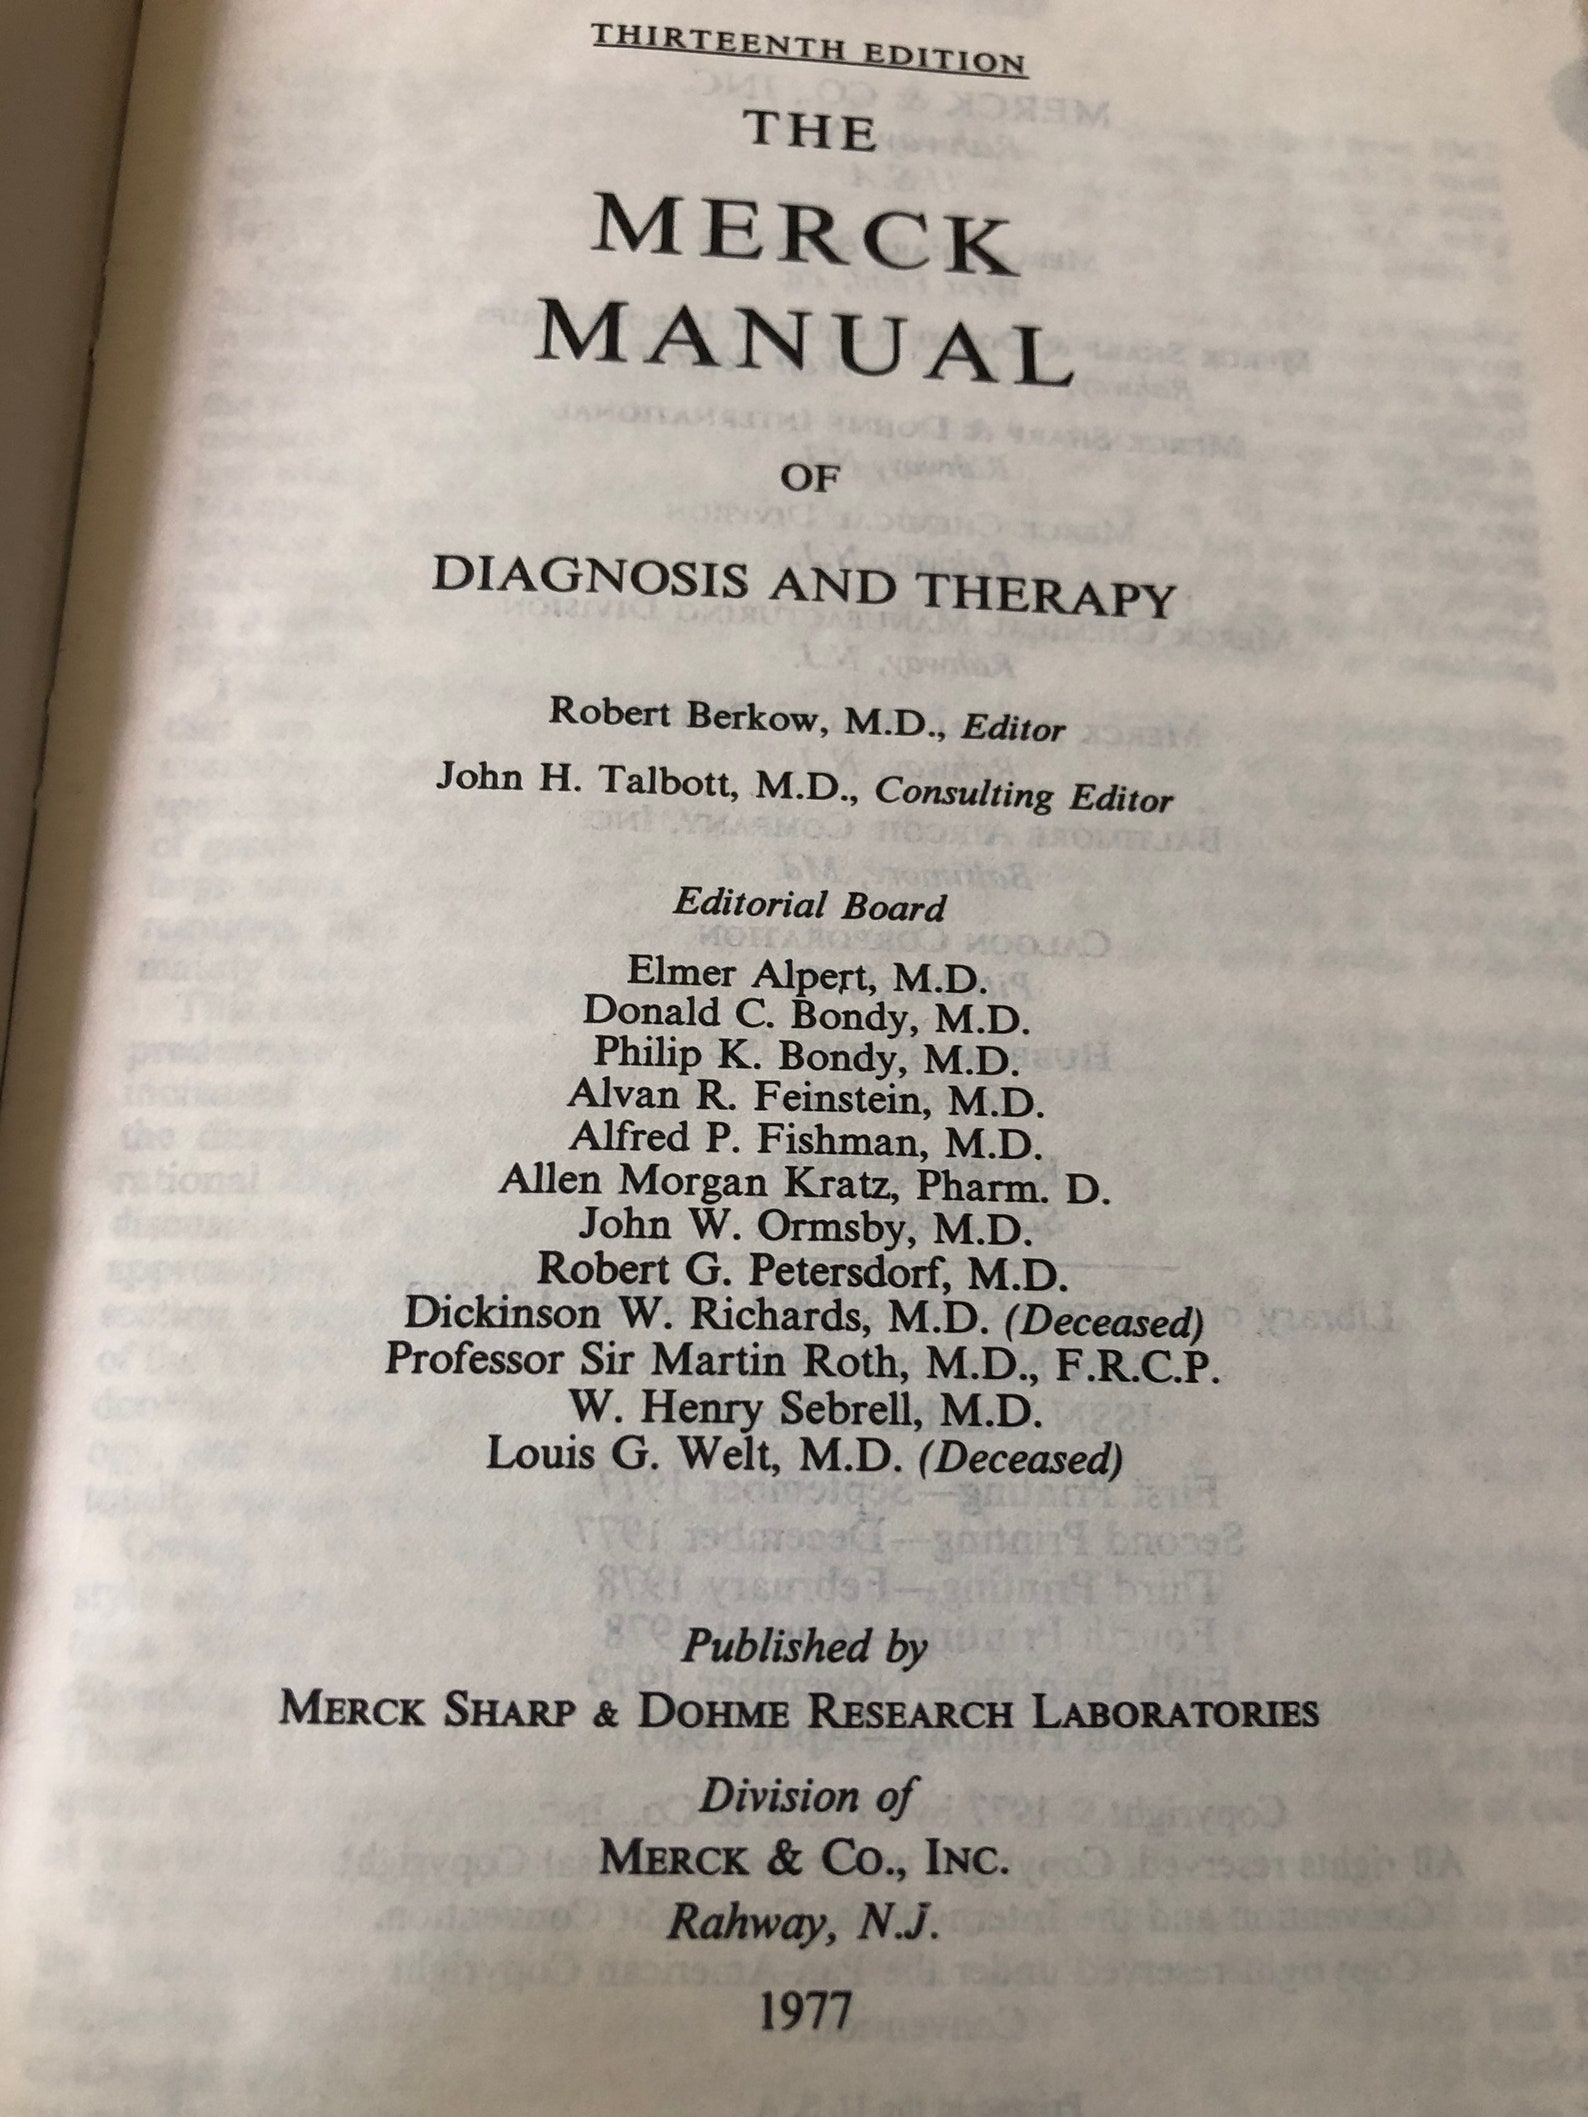 THIRTEENTH EDITION
THE
MERCK
MANUAL
OF
DIAGNOSIS AND THERAPY
Robert Berkow, M.D., Editor
John H. Talbott, M.D., Consulting Editor
Editorial Board
Elmer Alpert, M.D.
Donald C. Bondy, M.D.
Philip K. Bondy, M.D.
Alvan R. Feinstein, M.D.
Alfred P. Fishman, M.D.
Allen Morgan Kratz, Pharm. D.
John W. Ormsby, M.D.
Robert G. Petersdorf, M.D.
Dickinson W. Richards, M.D. (Deceased)
Professor Sir Martin Roth, M.D., F.R.C.P.
W. Henry Sebrell, M.D.
Louis G. Welt, M.D. (Deceased)
Published by
MERCK SHARP & DOHME RESEARCH LABORATORIES
Division of
MERCK & CO., INC.
Rahway, N.J.
1977